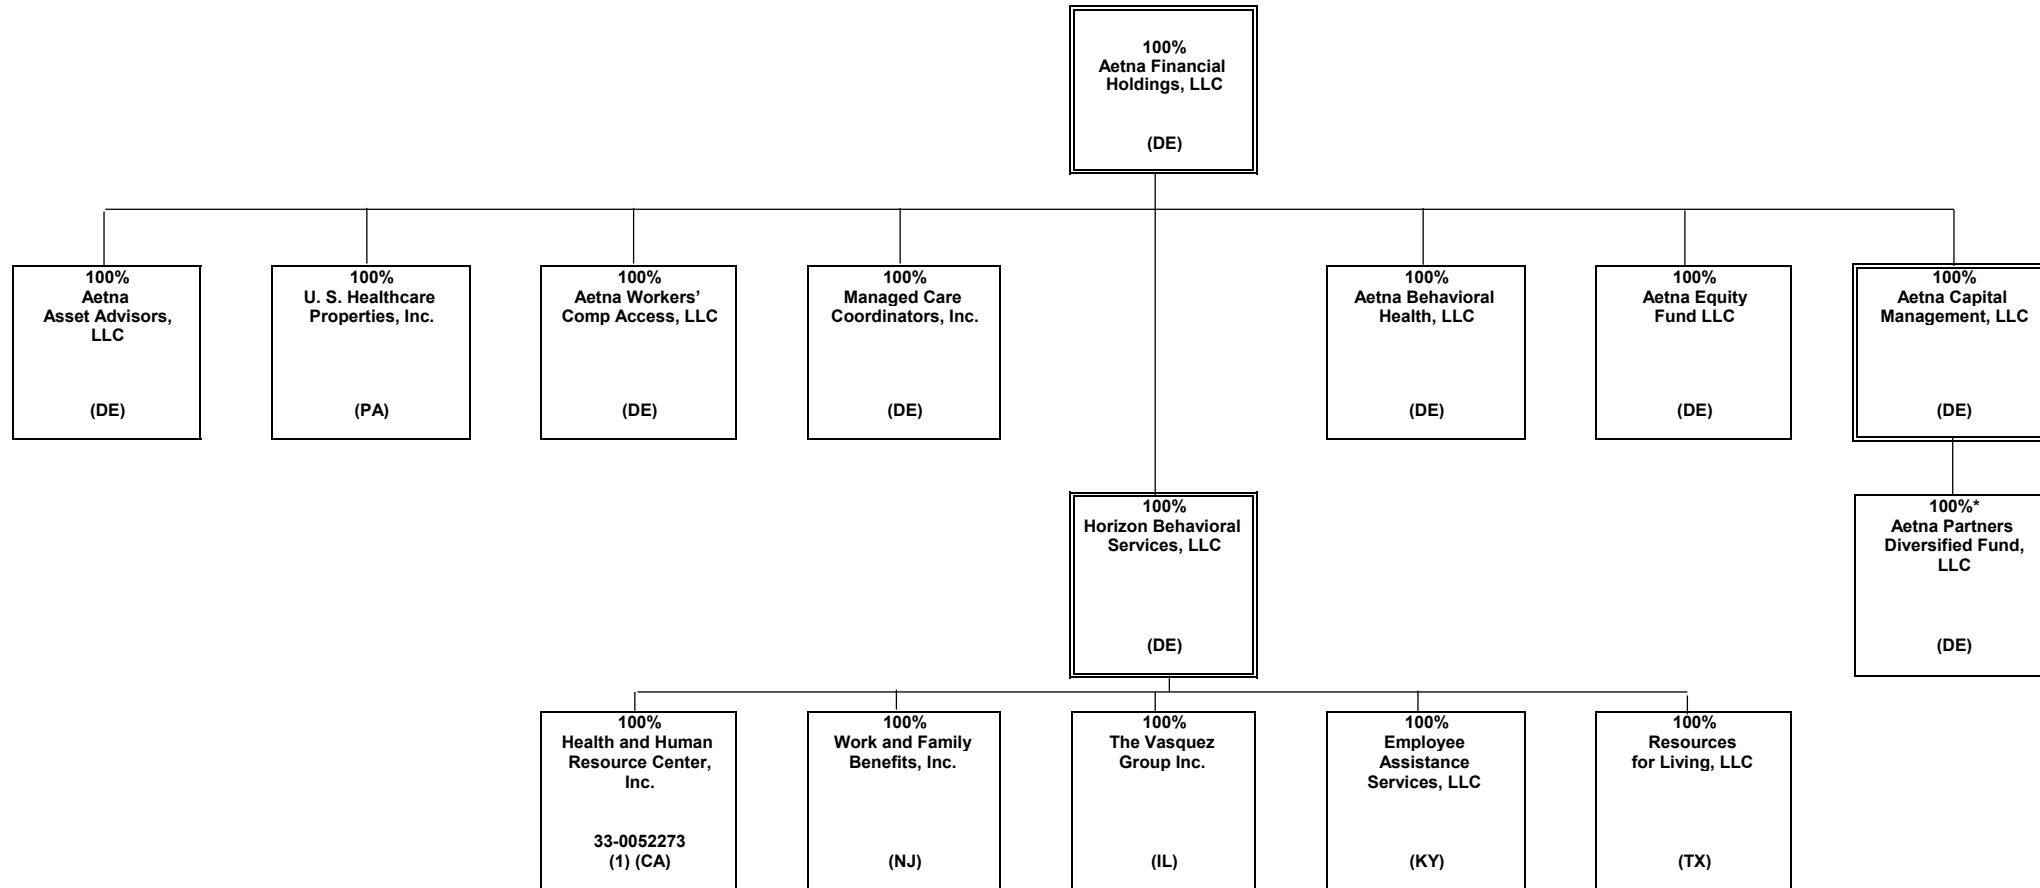 100%
Aetna Financial
Holdings, LLC
(DE)
100%
Aetna
Asset Advisors,
LLC
(DE)
100%
U. S. Healthcare
Properties, Inc.
(PA)
100%
Aetna Workers’
Comp Access, LLC
(DE)
100%
Managed Care
Coordinators, Inc.
(DE)
100%
Aetna Behavioral
Health, LLC
(DE)
100%
Aetna Equity
Fund LLC
(DE)
100%
Aetna Capital
Management, LLC
(DE)
100%
Horizon Behavioral
Services, LLC
(DE)
100%*
Aetna Partners
Diversified Fund,
LLC
(DE)
100%
Health and Human
Resource Center,
Inc.
33-0052273
(1) (CA)
100%
Work and Family
Benefits, Inc.
(NJ)
100%
The Vasquez
Group Inc.
(IL)
100%
Employee
Assistance
Services, LLC
(KY)
100%
Resources
for Living, LLC
(TX)